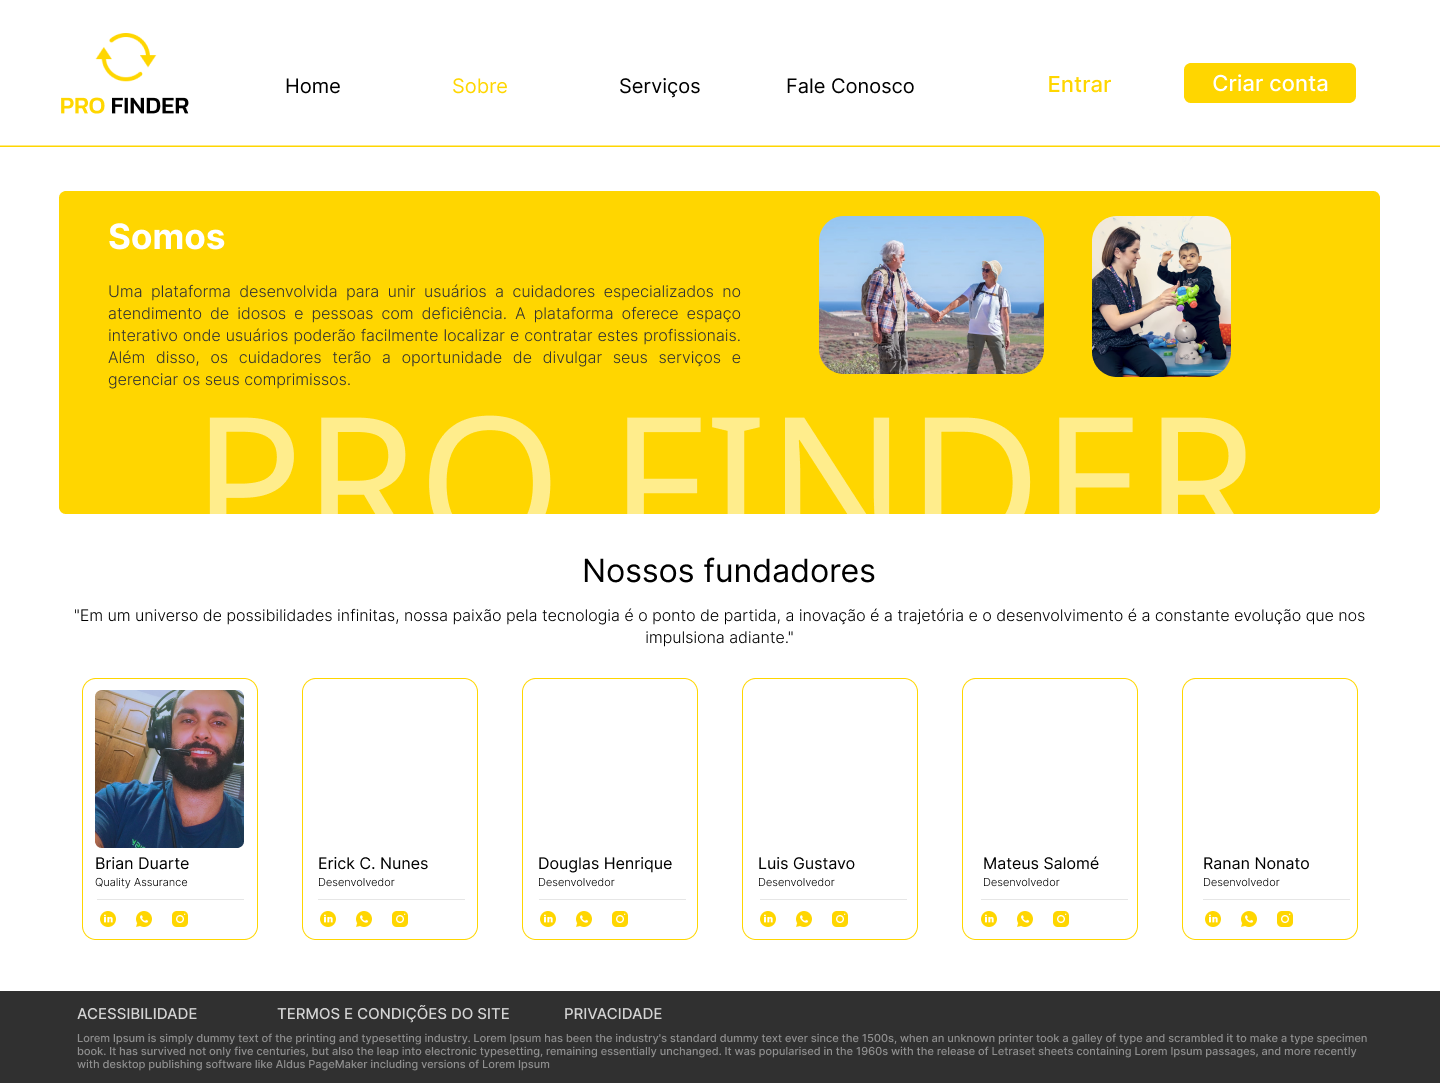 PRO FINDER
Home
Sobre
Serviços
Fale Conosco
Entrar
Criar conta
Somos
Uma plataforma desenvolvida para unir usuários a cuidadores especializados no
atendimento de idosos e pessoas com deficiência. A plataforma oferece espaço
interativo onde usuários poderão facilmente localizar e contratar estes profissionais.
Além disso, os cuidadores terão a oportunidade de divulgar seus serviços e
gerenciar os seus comprimissos.
PRO FINDER
Nossos fundadores
"Em um universo de possibilidades infinitas, nossa paixão pela tecnologia é o ponto de partida, a inovação é a trajetória e o desenvolvimento é a constante evolução que nos
impulsiona adiante."
Brian Duarte
Quality Assurance
Erick C. Nunes
Desenvolvedor
Douglas Henrique
Desenvolvedor
Luis Gustavo
Desenvolvedor
Mateus Salomé
Desenvolvedor
Ranan Nonato
Desenvolvedor
ACESSIBILIDADE
TERMOS E CONDIÇÕES DO SITE
PRIVACIDADE
Lorem Ipsum is simply dummy text of the printing and typesetting industry. Lorem Ipsum has been the industry's standard dummy text ever since the 1500s, when an unknown printer took a galley of type and scrambled it to make a type specimen
book. It has survived not only five centuries, but also the leap into electronic typesetting, remaining essentially unchanged. It was popularised in the 1960s with the release of Letraset sheets containing Lorem Ipsum passages, and more recently
with desktop publishing software like Aldus PageMaker including versions of Lorem Ipsum